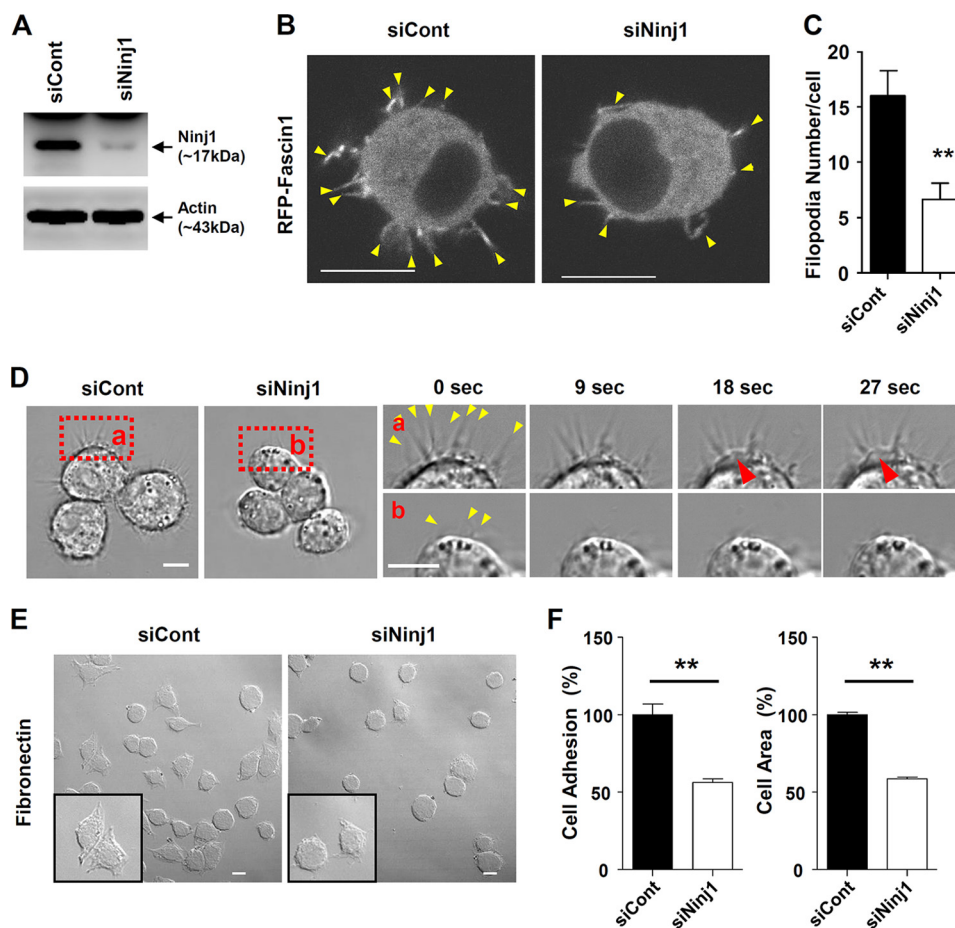 A
siCont
siNinj1
Ninj1
(~17kDa)
Actin
(~43kDa)
B
siCont
siNinj1
RFP-Fascin1
C
Filopodia Number/cell
20
15
10
5
0
**
siCont
siNinj1
D
siCont
siNinj1
0 sec
9 sec
18 sec
27 sec
a
b
a
b
E
siCont
siNinj1
Fibronectin
F
Cell Adhesion (%)
150
100
50
0
**
siCont
siNinj1
Cell Area (%)
150
100
50
0
**
siCont
siNinj1